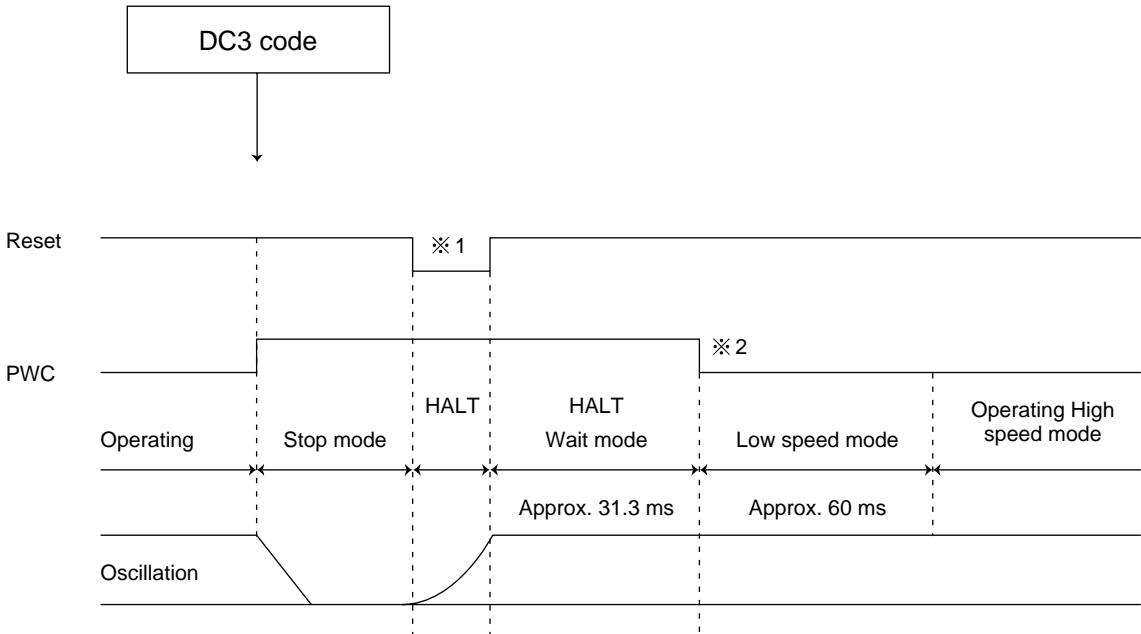 DC3 code
Reset
※ 1
※ 2
PWC
HALT
HALT
Operating High
speed mode
Operating
Stop mode
Wait mode
Low speed mode
Approx. 31.3 ms
Approx. 60 ms
Oscillation